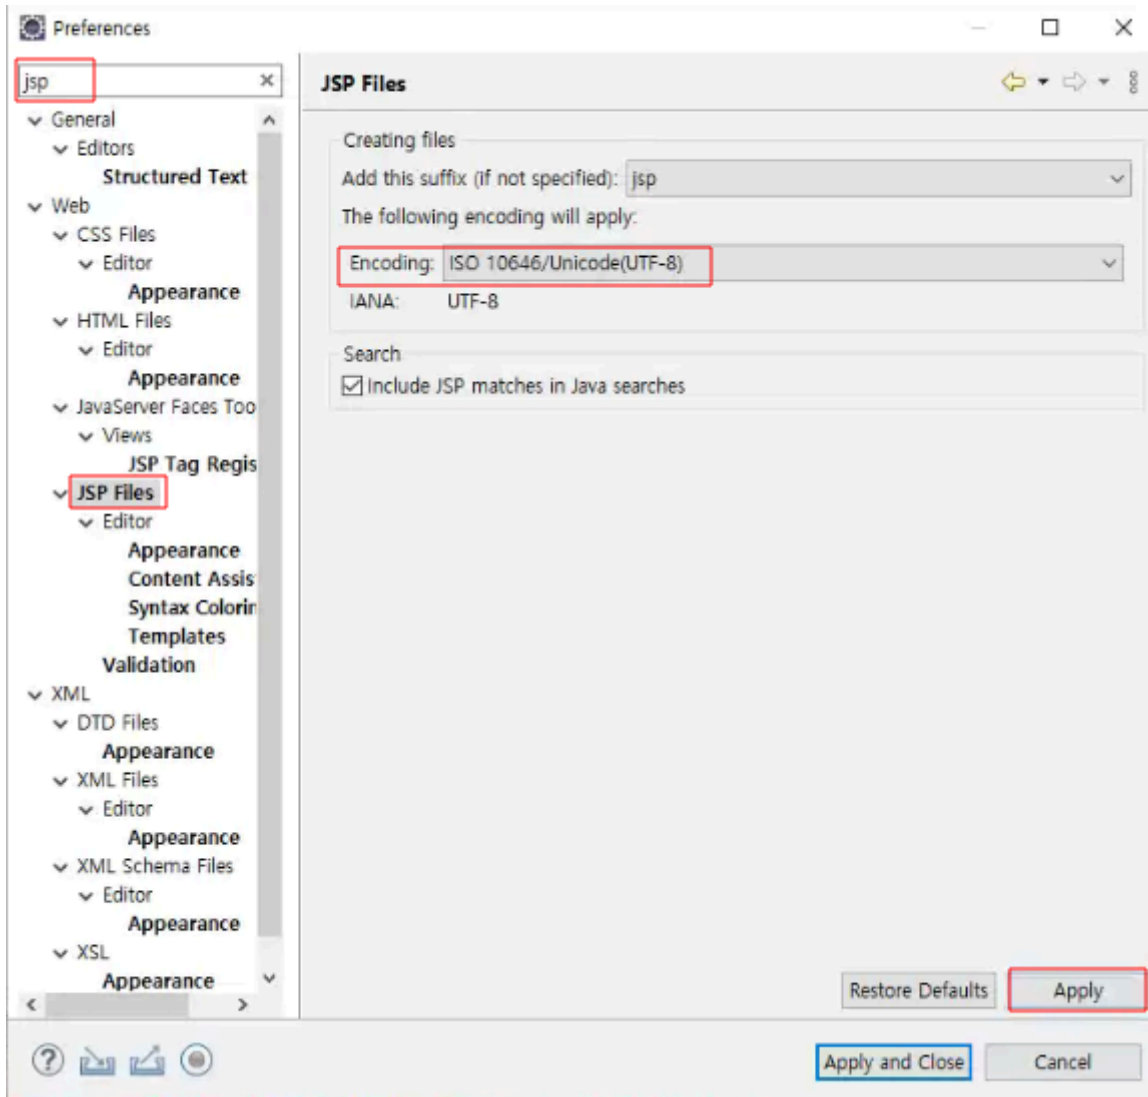 Preferences
jsp
General
Editors
Structured Text
Web
CSS Files
Editor
Appearance
HTML Files
Editor
Appearance
JavaServer Faces Too
Views
JSP Tag Regis
JSP Files
Editor
Appearance
Content Assis
Syntax Colorin
Templates
Validation
XML
DTD Files
Appearance
XML Files
Editor
Appearance
XML Schema Files
Editor
Appearance
XSL
Appearance
JSP Files
Creating files
Add this suffix (if not specified): jsp
The following encoding will apply:
Encoding: ISO 10646/Unicode(UTF-8)
IANA: UTF-8
Search
Include JSP matches in Java searches
Restore Defaults Apply
Apply and Close Cancel